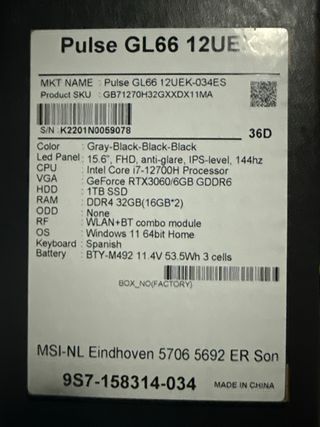 Pulse GL66 12UEK
MKT NAME : Pulse GL66 12UEK-034ES
Product SKU : GB71270H32GXXDX11MA
S/N: K2201N0059078
36D
Color : Gray-Black-Black-Black
Led Panel : 15.6", FHD, anti-glare, IPS-level, 144hz
CPU : Intel Core i7-12700H Processor
VGA : GeForce RTX3060/6GB GDDR6
HDD : 1TB SSD
RAM : DDR4 32GB(16GB*2)
ODD : None
RF : WLAN+BT combo module
OS : Windows 11 64bit Home
Keyboard : Spanish
Battery : BTY-M492 11.4V 53.5Wh 3 cells
BOX_NO(FACTORY)
MSI-NL Eindhoven 5706 5692 ER Son
9S7-158314-034
MADE IN CHINA